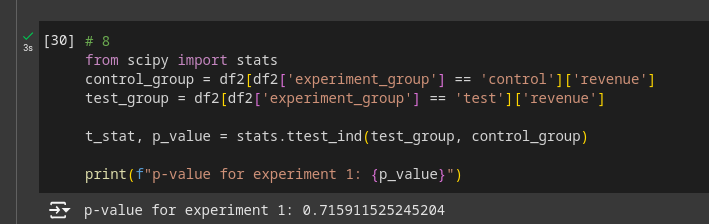 [30] # 8
3s
from scipy import stats
control_group = df2[df2['experiment_group'] == 'control']['revenue']
test_group = df2[df2['experiment_group'] == 'test']['revenue']
t_stat, p_value = stats.ttest_ind(test_group, control_group)
print(f"p-value for experiment 1: {p_value}")
p-value for experiment 1: 0.715911525245204